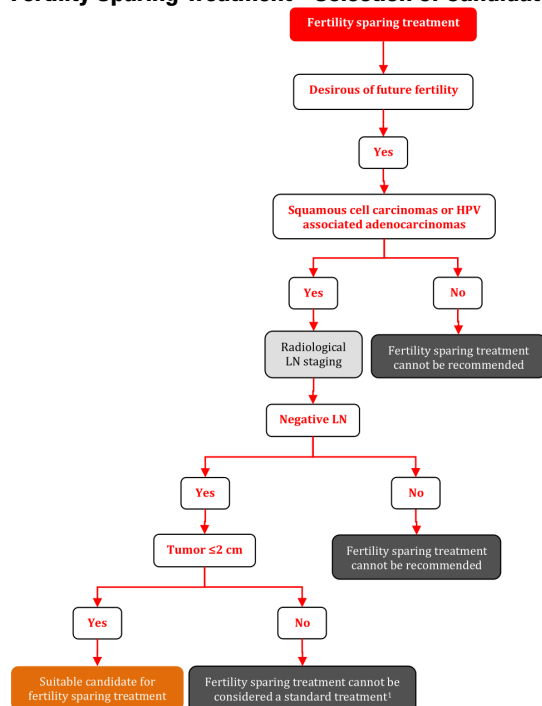 Fertility Sparing Treatment
Fertility sparing treatment
Desirous of future fertility
Yes
Squamous cell carcinomas or HPV
associated adenocarcinomas
Yes
No
Radiological
LN staging
Fertility sparing treatment
cannot be recommended
Negative LN
Yes
No
Tumor ≤2 cm
Fertility sparing treatment
cannot be recommended
Yes
No
Suitable candidate for
fertility sparing treatment
Fertility sparing treatment cannot be
considered a standard treatment¹